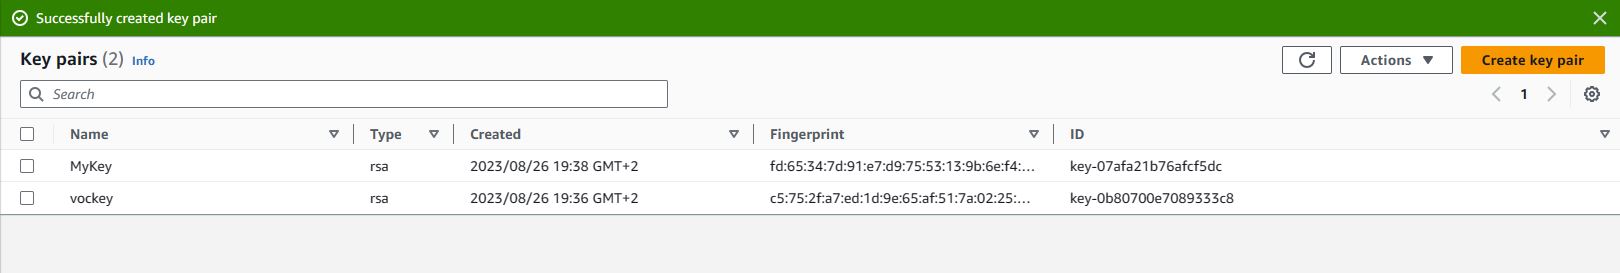 Successfully created key pair
Key pairs (2) Info
Actions
Create key pair
Search
1
Name Type Created Fingerprint ID
MyKey rsa 2023/08/26 19:38 GMT+2 fd:65:34:7d:91:e7:d9:75:53:13:9b:6e:f4:... key-07afa21b76afcf5dc
vockey rsa 2023/08/26 19:36 GMT+2 c5:75:2f:a7:ed:1d:9e:65:af:51:7a:02:25:... key-0b80700e7089333c8